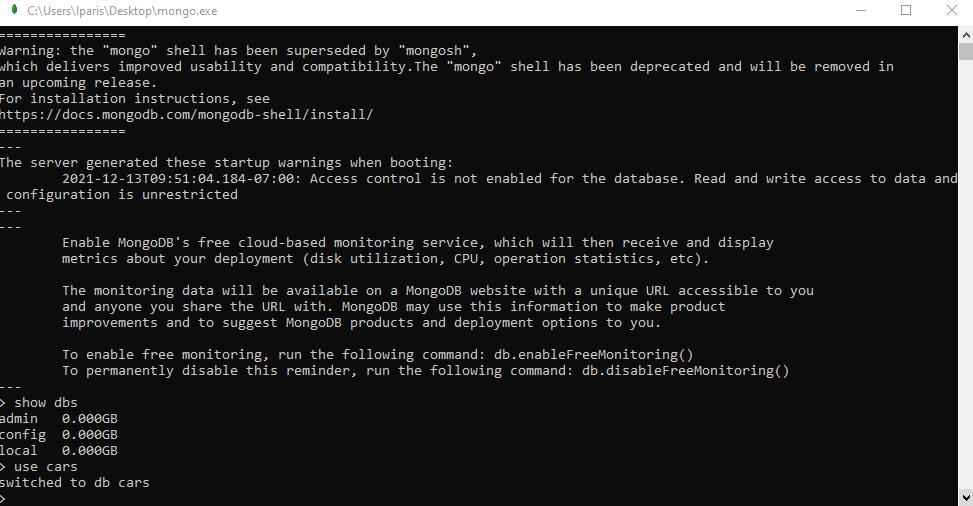 C:\Users\lparis\Desktop\mongo.exe
================
Warning: the "mongo" shell has been superseded by "mongosh",
which delivers improved usability and compatibility.The "mongo" shell has been deprecated and will be removed in
an upcoming release.
For installation instructions, see
https://docs.mongodb.com/mongodb-shell/install/
================
---
The server generated these startup warnings when booting:
        2021-12-13T09:51:04.184-07:00: Access control is not enabled for the database. Read and write access to data and
 configuration is unrestricted
---
---
        Enable MongoDB's free cloud-based monitoring service, which will then receive and display
        metrics about your deployment (disk utilization, CPU, operation statistics, etc).

        The monitoring data will be available on a MongoDB website with a unique URL accessible to you
        and anyone you share the URL with. MongoDB may use this information to make product
        improvements and to suggest MongoDB products and deployment options to you.

        To enable free monitoring, run the following command: db.enableFreeMonitoring()
        To permanently disable this reminder, run the following command: db.disableFreeMonitoring()
---
> show dbs
admin   0.000GB
config  0.000GB
local   0.000GB
> use cars
switched to db cars
>